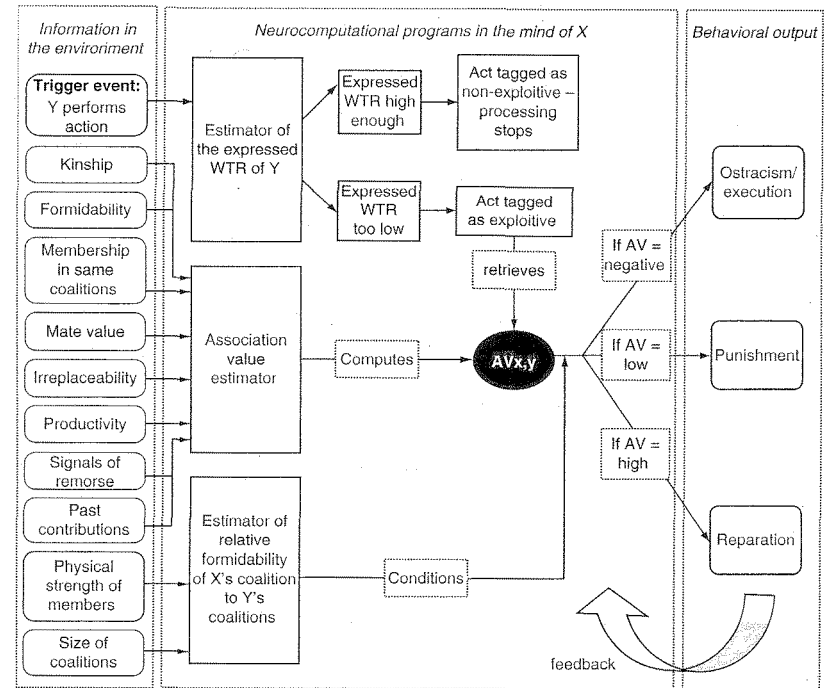 Information in
the environment
Neurocomputational programs in the mind of X
Behavioral output
Trigger event:
Y performs
action
Kinship
Formidability
Membership
in same
coalitions
Mate value
Irreplaceability
Productivity
Signals of
remorse
Past
contributions
Physical
strength of
members
Size of
coalitions
Estimator of
the expressed
WTR of Y
Expressed
WTR high
enough
Act tagged as
non-exploitive –
processing
stops
Expressed
WTR
too low
Act tagged
as exploitive
retrieves
Association
value
estimator
Computes
AVx,y
Estimator of
relative
formidability
of X's coalition
to Y's
coalitions
Conditions
If AV =
negative
If AV =
low
If AV =
high
Ostracism/
execution
Punishment
Reparation
feedback